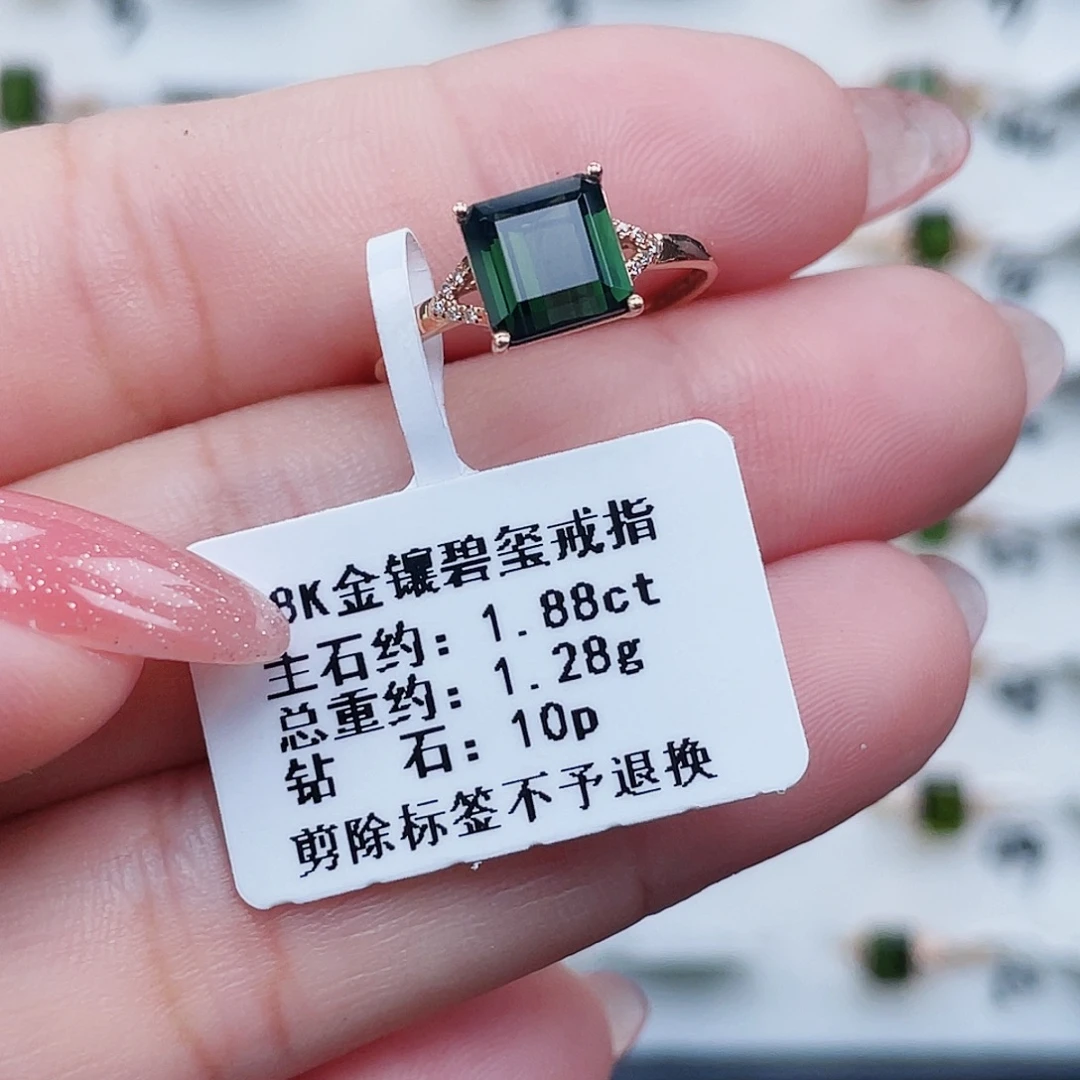 8K金镶碧玺戒指
主石约: 1.88ct
总重约: 1.28g
钻 石: 10p
剪除标签不予退换